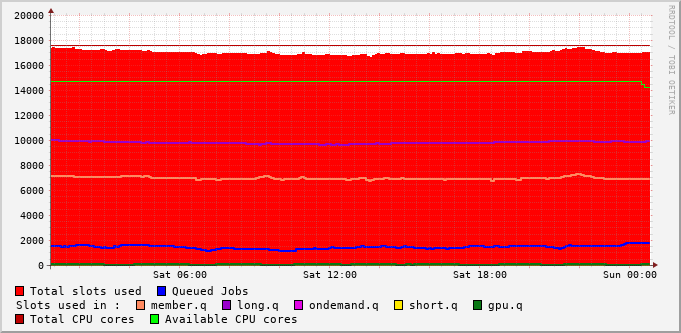 RRDTOOL / TOBI OETIKER
20000
18000
16000
14000
12000
10000
8000
6000
4000
2000
0
Sat 06:00 Sat 12:00 Sat 18:00 Sun 00:00
Total slots used Queued Jobs
Slots used in : member.q long.q ondemand.q short.q gpu.q
Total CPU cores Available CPU cores